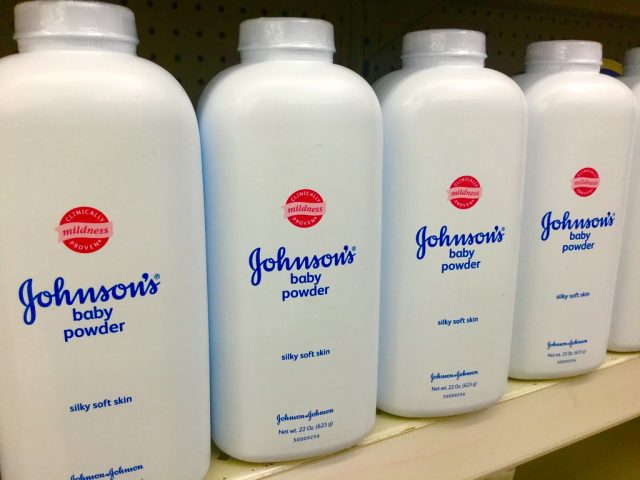 CLINICALLY
mildness
PROVEN
Johnson's®
baby
powder
silky soft skin
Johnson & Johnson
CLINICALLY
mildness
PROVEN
Johnson's®
baby
powder
silky soft skin
Johnson & Johnson
Net wt. 22 Oz. (623 g)
30009256
CLINICALLY
mildness
PROVEN
Johnson's®
baby
powder
silky soft skin
Johnson & Johnson
Net wt. 22 Oz. (623 g)
30009256
CLINICALLY
mildness
PROVEN
Johnson's®
baby
powder
silky soft skin
Johnson & Johnson
Net wt. 22 Oz. (623 g)
30009256